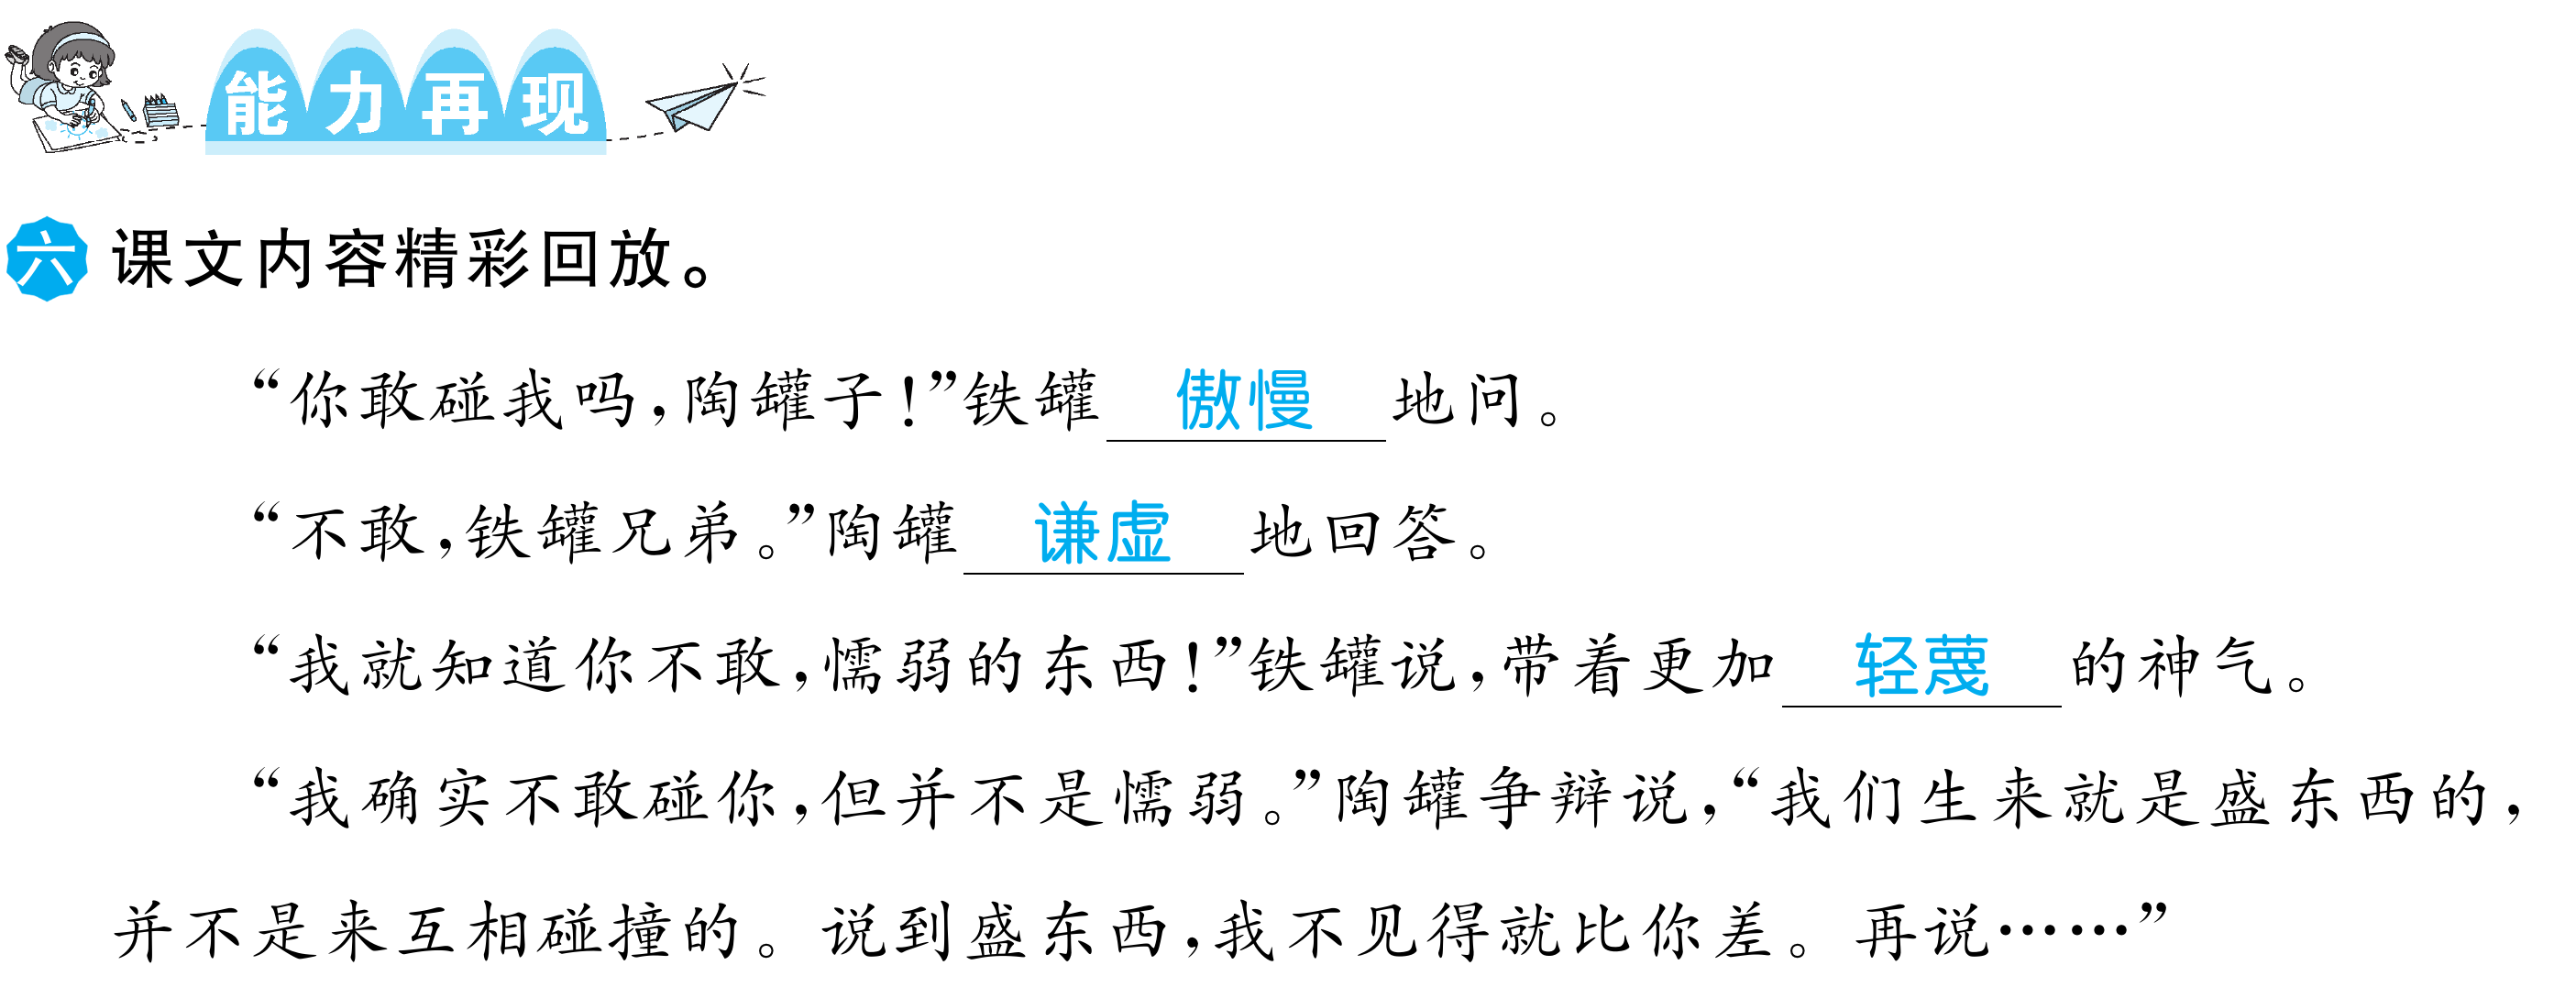 能力再现
六 课文内容精彩回放。
“你敢碰我吗，陶罐子！”铁罐 傲慢 地问。
“不敢，铁罐兄弟。”陶罐 谦虚 地回答。
“我就知道你不敢，懦弱的东西！”铁罐说，带着更加 轻蔑 的神气。
“我确实不敢碰你，但并不是懦弱。”陶罐争辩说，“我们生来就是盛东西的，
并不是来互相碰撞的。说到盛东西，我不见得就比你差。再说……”